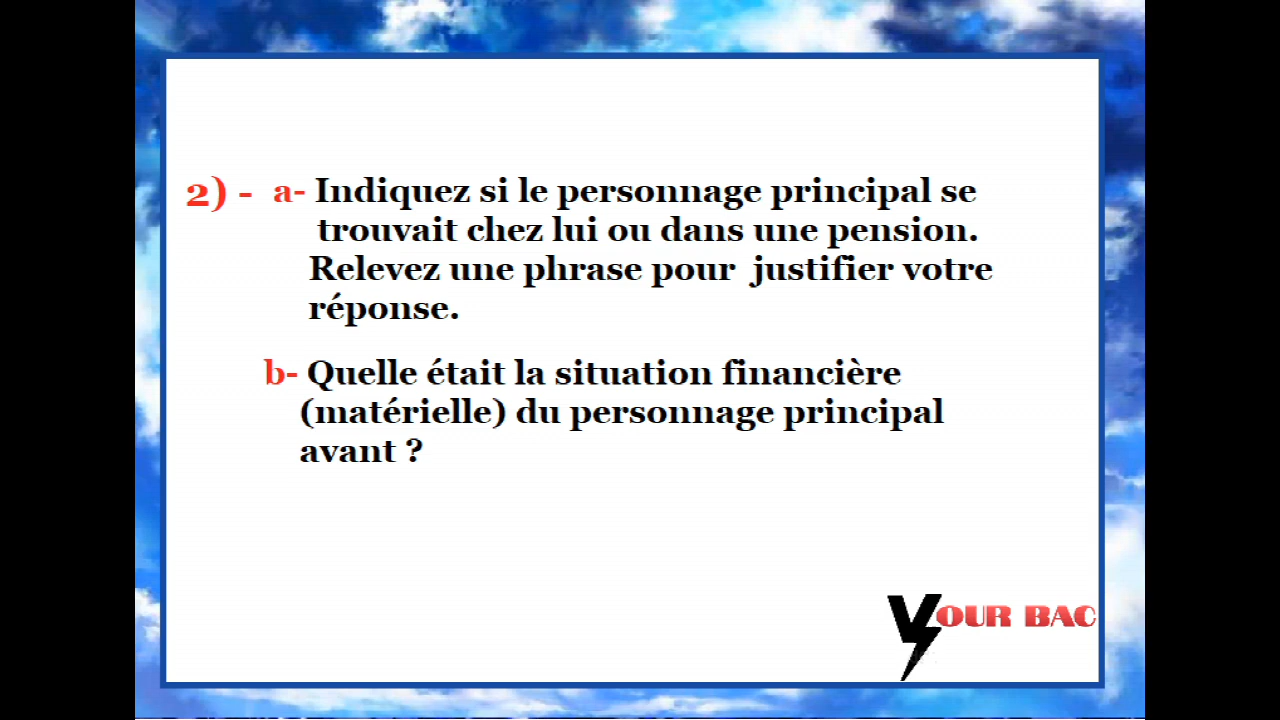 2) - a- Indiquez si le personnage principal se
trouvait chez lui ou dans une pension.
Relevez une phrase pour justifier votre
réponse.
b- Quelle était la situation financière
(matérielle) du personnage principal
avant ?
YOUR BAC